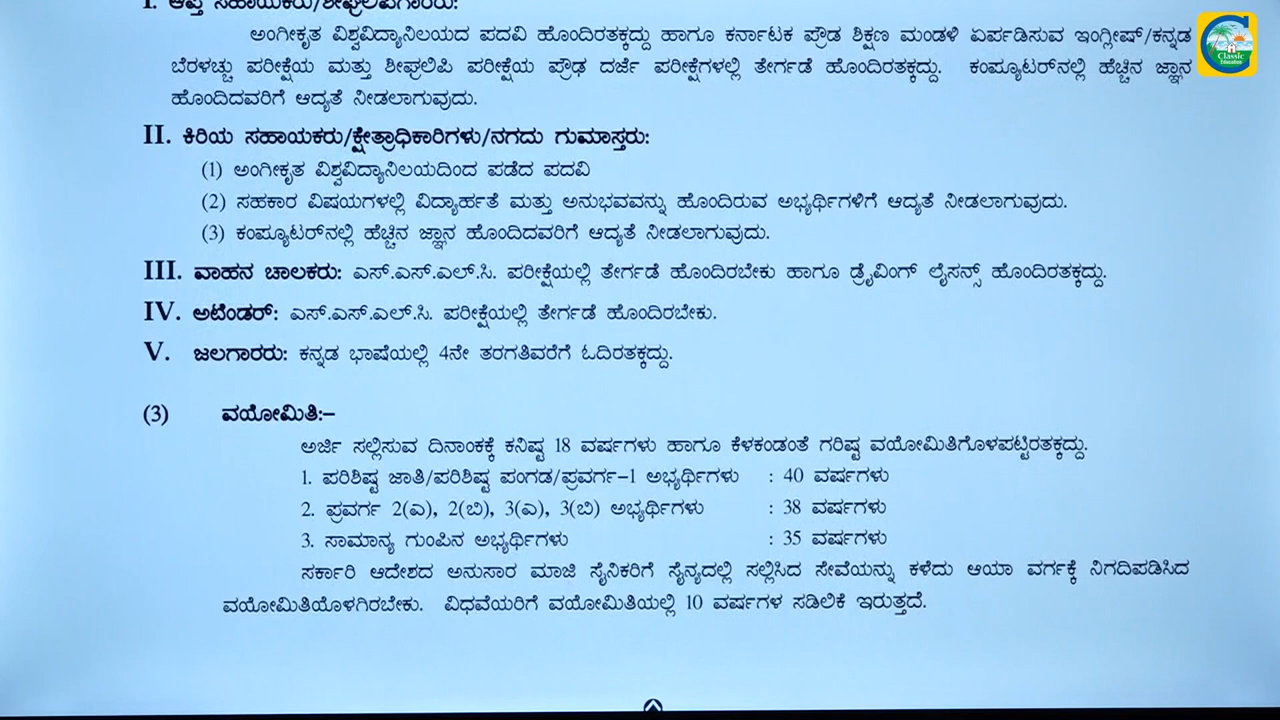 I. ಆಪ್ತ ಸಹಾಯಕರು/ಶೀಘ್ರಲಿಪಿಗಾರರು:
ಅಂಗೀಕೃತ ವಿಶ್ವವಿದ್ಯಾನಿಲಯದ ಪದವಿ ಹೊಂದಿರತಕ್ಕದ್ದು ಹಾಗೂ ಕರ್ನಾಟಕ ಪ್ರೌಢ ಶಿಕ್ಷಣ ಮಂಡಳಿ ಏರ್ಪಡಿಸುವ ಇಂಗ್ಲೀಷ್/ಕನ್ನಡ
ಬೆರಳಚ್ಚು ಪರೀಕ್ಷೆಯ ಮತ್ತು ಶೀಘ್ರಲಿಪಿ ಪರೀಕ್ಷೆಯ ಪ್ರೌಢ ದರ್ಜೆ ಪರೀಕ್ಷೆಗಳಲ್ಲಿ ತೇರ್ಗಡೆ ಹೊಂದಿರತಕ್ಕದ್ದು. ಕಂಪ್ಯೂಟರ್‌ನಲ್ಲಿ ಹೆಚ್ಚಿನ ಜ್ಞಾನ
ಹೊಂದಿದವರಿಗೆ ಆದ್ಯತೆ ನೀಡಲಾಗುವುದು.
II. ಕಿರಿಯ ಸಹಾಯಕರು/ಕ್ಷೇತ್ರಾಧಿಕಾರಿಗಳು/ನಗದು ಗುಮಾಸ್ತರು:
(1) ಅಂಗೀಕೃತ ವಿಶ್ವವಿದ್ಯಾನಿಲಯದಿಂದ ಪಡೆದ ಪದವಿ
(2) ಸಹಕಾರ ವಿಷಯಗಳಲ್ಲಿ ವಿದ್ಯಾರ್ಹತೆ ಮತ್ತು ಅನುಭವವನ್ನು ಹೊಂದಿರುವ ಅಭ್ಯರ್ಥಿಗಳಿಗೆ ಆದ್ಯತೆ ನೀಡಲಾಗುವುದು.
(3) ಕಂಪ್ಯೂಟರ್‌ನಲ್ಲಿ ಹೆಚ್ಚಿನ ಜ್ಞಾನ ಹೊಂದಿದವರಿಗೆ ಆದ್ಯತೆ ನೀಡಲಾಗುವುದು.
III. ವಾಹನ ಚಾಲಕರು: ಎಸ್.ಎಸ್.ಎಲ್.ಸಿ. ಪರೀಕ್ಷೆಯಲ್ಲಿ ತೇರ್ಗಡೆ ಹೊಂದಿರಬೇಕು ಹಾಗೂ ಡ್ರೈವಿಂಗ್ ಲೈಸನ್ಸ್ ಹೊಂದಿರತಕ್ಕದ್ದು.
IV. ಅಟೆಂಡರ್: ಎಸ್.ಎಸ್.ಎಲ್.ಸಿ. ಪರೀಕ್ಷೆಯಲ್ಲಿ ತೇರ್ಗಡೆ ಹೊಂದಿರಬೇಕು.
V. ಜಲಗಾರರು: ಕನ್ನಡ ಭಾಷೆಯಲ್ಲಿ 4ನೇ ತರಗತಿವರೆಗೆ ಓದಿರತಕ್ಕದ್ದು.
(3) ವಯೋಮಿತಿ:–
ಅರ್ಜಿ ಸಲ್ಲಿಸುವ ದಿನಾಂಕಕ್ಕೆ ಕನಿಷ್ಟ 18 ವರ್ಷಗಳು ಹಾಗೂ ಕೆಳಕಂಡಂತೆ ಗರಿಷ್ಟ ವಯೋಮಿತಿಗೊಳಪಟ್ಟಿರತಕ್ಕದ್ದು.
1. ಪರಿಶಿಷ್ಟ ಜಾತಿ/ಪರಿಶಿಷ್ಟ ಪಂಗಡ/ಪ್ರವರ್ಗ–1 ಅಭ್ಯರ್ಥಿಗಳು : 40 ವರ್ಷಗಳು
2. ಪ್ರವರ್ಗ 2(ಎ), 2(ಬಿ), 3(ಎ), 3(ಬಿ) ಅಭ್ಯರ್ಥಿಗಳು : 38 ವರ್ಷಗಳು
3. ಸಾಮಾನ್ಯ ಗುಂಪಿನ ಅಭ್ಯರ್ಥಿಗಳು : 35 ವರ್ಷಗಳು
ಸರ್ಕಾರಿ ಆದೇಶದ ಅನುಸಾರ ಮಾಜಿ ಸೈನಿಕರಿಗೆ ಸೈನ್ಯದಲ್ಲಿ ಸಲ್ಲಿಸಿದ ಸೇವೆಯನ್ನು ಕಳೆದು ಆಯಾ ವರ್ಗಕ್ಕೆ ನಿಗದಿಪಡಿಸಿದ
ವಯೋಮಿತಿಯೊಳಗಿರಬೇಕು. ವಿಧವೆಯರಿಗೆ ವಯೋಮಿತಿಯಲ್ಲಿ 10 ವರ್ಷಗಳ ಸಡಿಲಿಕೆ ಇರುತ್ತದೆ.
Classic
Education